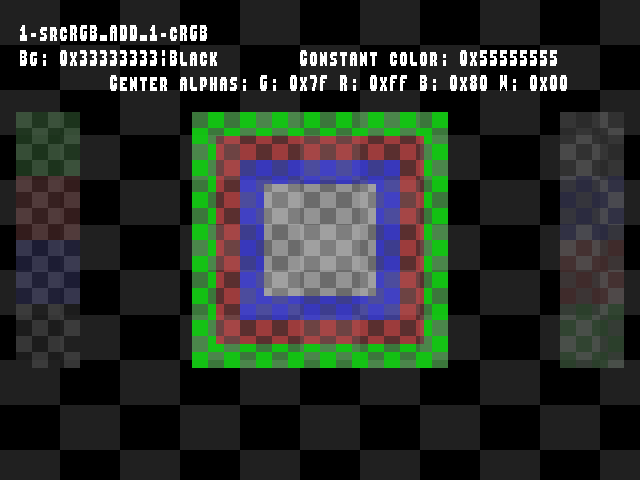 1-srcRGB_ADD_1-cRGB
Bg: 0x33333333;Black Constant color: 0x55555555
Center alphas: G: 0x7f R: 0xff B: 0x80 W: 0x00